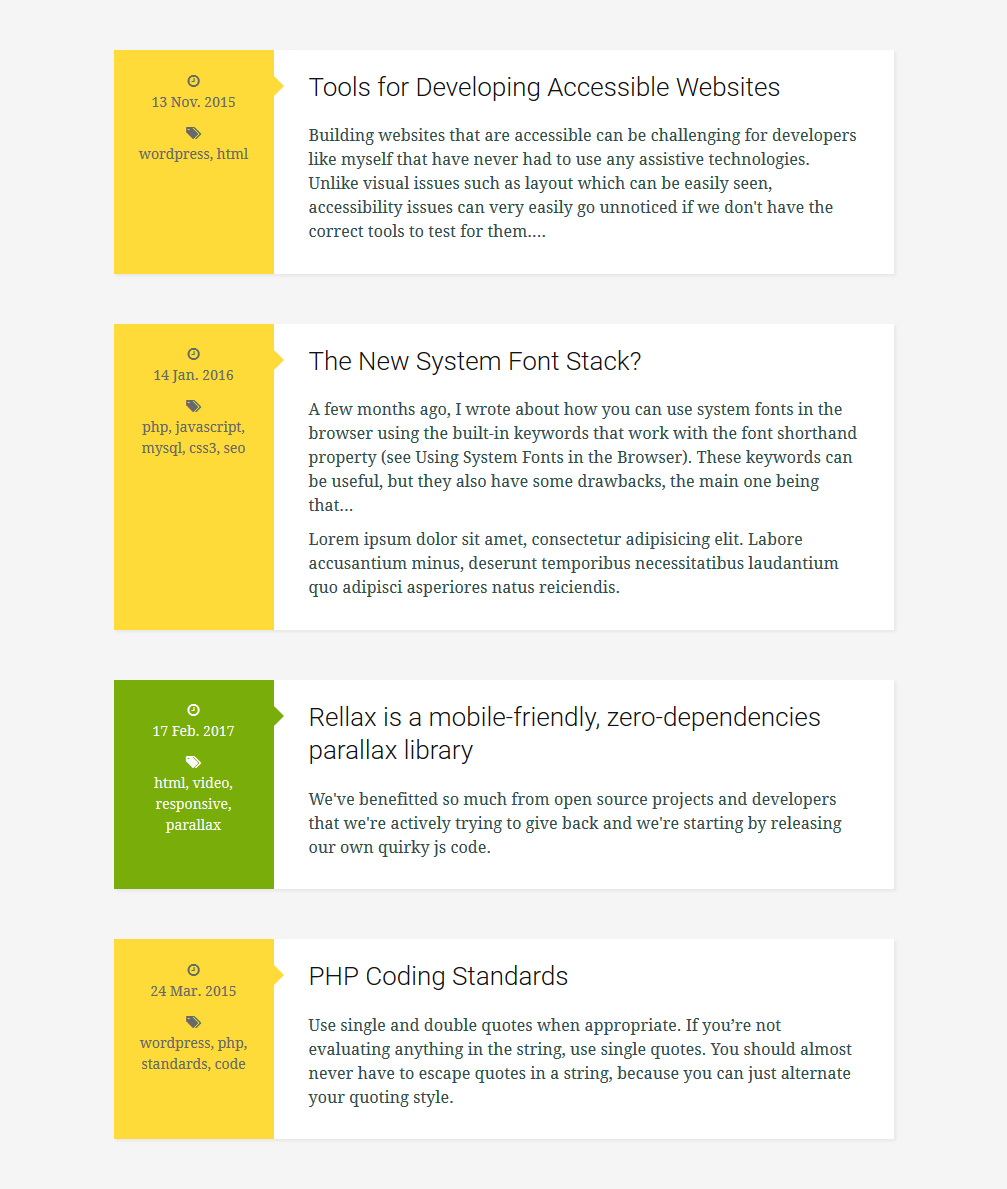 13 Nov. 2015
wordpress, html
Tools for Developing Accessible Websites
Building websites that are accessible can be challenging for developers
like myself that have never had to use any assistive technologies.
Unlike visual issues such as layout which can be easily seen,
accessibility issues can very easily go unnoticed if we don't have the
correct tools to test for them....
14 Jan. 2016
php, javascript,
mysql, css3, seo
The New System Font Stack?
A few months ago, I wrote about how you can use system fonts in the
browser using the built-in keywords that work with the font shorthand
property (see Using System Fonts in the Browser). These keywords can
be useful, but they also have some drawbacks, the main one being
that...
Lorem ipsum dolor sit amet, consectetur adipisicing elit. Labore
accusantium minus, deserunt temporibus necessitatibus laudantium
quo adipisci asperiores natus reiciendis.
17 Feb. 2017
html, video,
responsive,
parallax
Rellax is a mobile-friendly, zero-dependencies
parallax library
We've benefitted so much from open source projects and developers
that we're actively trying to give back and we're starting by releasing
our own quirky js code.
24 Mar. 2015
wordpress, php,
standards, code
PHP Coding Standards
Use single and double quotes when appropriate. If you’re not
evaluating anything in the string, use single quotes. You should almost
never have to escape quotes in a string, because you can just alternate
your quoting style.